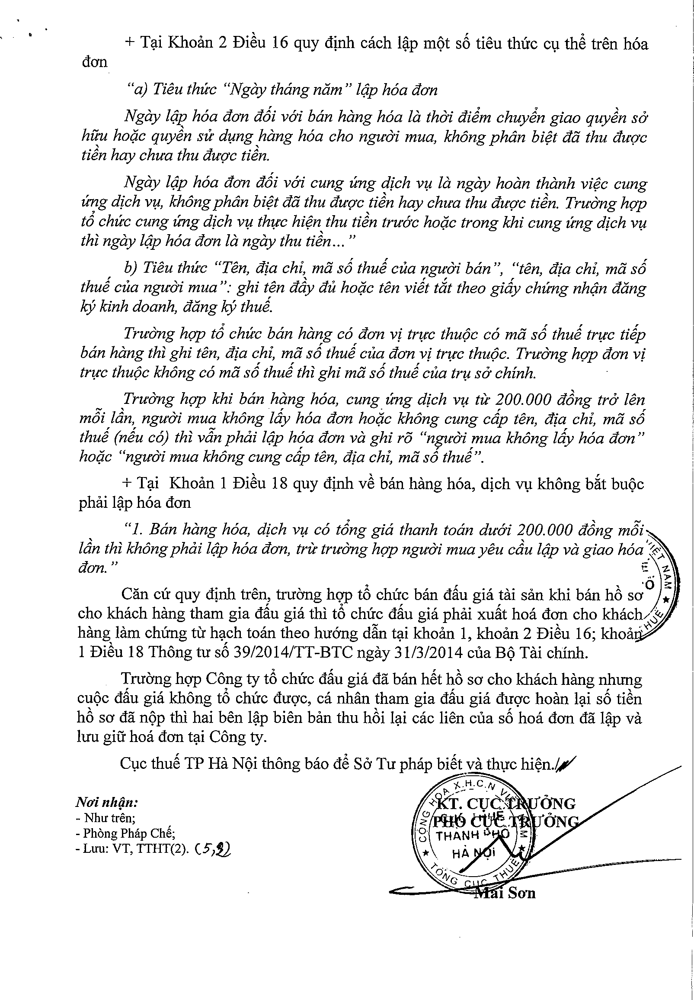 + Tại Khoản 2 Điều 16 quy định cách lập một số tiêu thức cụ thể trên hóa
đơn
“a) Tiêu thức “Ngày tháng năm” lập hóa đơn
Ngày lập hóa đơn đối với bán hàng hóa là thời điểm chuyển giao quyền sở
hữu hoặc quyền sử dụng hàng hóa cho người mua, không phân biệt đã thu được
tiền hay chưa thu được tiền.
Ngày lập hóa đơn đối với cung ứng dịch vụ là ngày hoàn thành việc cung
ứng dịch vụ, không phân biệt đã thu được tiền hay chưa thu được tiền. Trường hợp
tổ chức cung ứng dịch vụ thực hiện thu tiền trước hoặc trong khi cung ứng dịch vụ
thì ngày lập hóa đơn là ngày thu tiền... ”
b) Tiêu thức “Tên, địa chỉ, mã số thuế của người bán”, “tên, địa chỉ, mã số
thuế của người mua”: ghi tên đầy đủ hoặc tên viết tắt theo giấy chứng nhận đăng
ký kinh doanh, đăng ký thuế.
Trường hợp tổ chức bán hàng có đơn vị trực thuộc có mã số thuế trực tiếp
bán hàng thì ghi tên, địa chỉ, mã số thuế của đơn vị trực thuộc. Trường hợp đơn vị
trực thuộc không có mã số thuế thì ghi mã số thuế của trụ sở chính.
Trường hợp khi bán hàng hóa, cung ứng dịch vụ từ 200.000 đồng trở lên
mỗi lần, người mua không lấy hóa đơn hoặc không cung cấp tên, địa chỉ, mã số
thuế (nếu có) thì vẫn phải lập hóa đơn và ghi rõ “người mua không lấy hóa đơn”
hoặc “người mua không cung cấp tên, địa chỉ, mã số thuế”.
+ Tại Khoản 1 Điều 18 quy định về bán hàng hóa, dịch vụ không bắt buộc
phải lập hóa đơn
“1. Bán hàng hóa, dịch vụ có tổng giá thanh toán dưới 200.000 đồng mỗi
lần thì không phải lập hóa đơn, trừ trường hợp người mua yêu cầu lập và giao hóa
đơn. ”
VIỆT NAM ★ THUẾ
Căn cứ quy định trên, trường hợp tổ chức bán đấu giá tài sản khi bán hồ sơ
cho khách hàng tham gia đấu giá thì tổ chức đấu giá phải xuất hoá đơn cho khách
hàng làm chứng từ hạch toán theo hướng dẫn tại khoản 1, khoản 2 Điều 16; khoản
1 Điều 18 Thông tư số 39/2014/TT-BTC ngày 31/3/2014 của Bộ Tài chính.
Trường hợp Công ty tổ chức đấu giá đã bán hết hồ sơ cho khách hàng nhưng
cuộc đấu giá không tổ chức được, cá nhân tham gia đấu giá được hoàn lại số tiền
hồ sơ đã nộp thì hai bên lập biên bản thu hồi lại các liên của số hoá đơn đã lập và
lưu giữ hoá đơn tại Công ty.
Cục thuế TP Hà Nội thông báo để Sở Tư pháp biết và thực hiện./.
Nơi nhận:
- Như trên;
- Phòng Pháp Chế;
- Lưu: VT, TTHT(2). (5,2)
KT. CỤC TRƯỞNG
PHÓ CỤC TRƯỞNG
CỘNG HÒA X.H.C.N VIỆT NAM
★ TỔNG CỤC THUẾ ★
CỤC THUẾ
THÀNH PHỐ
HÀ NỘI
Mai Sơn